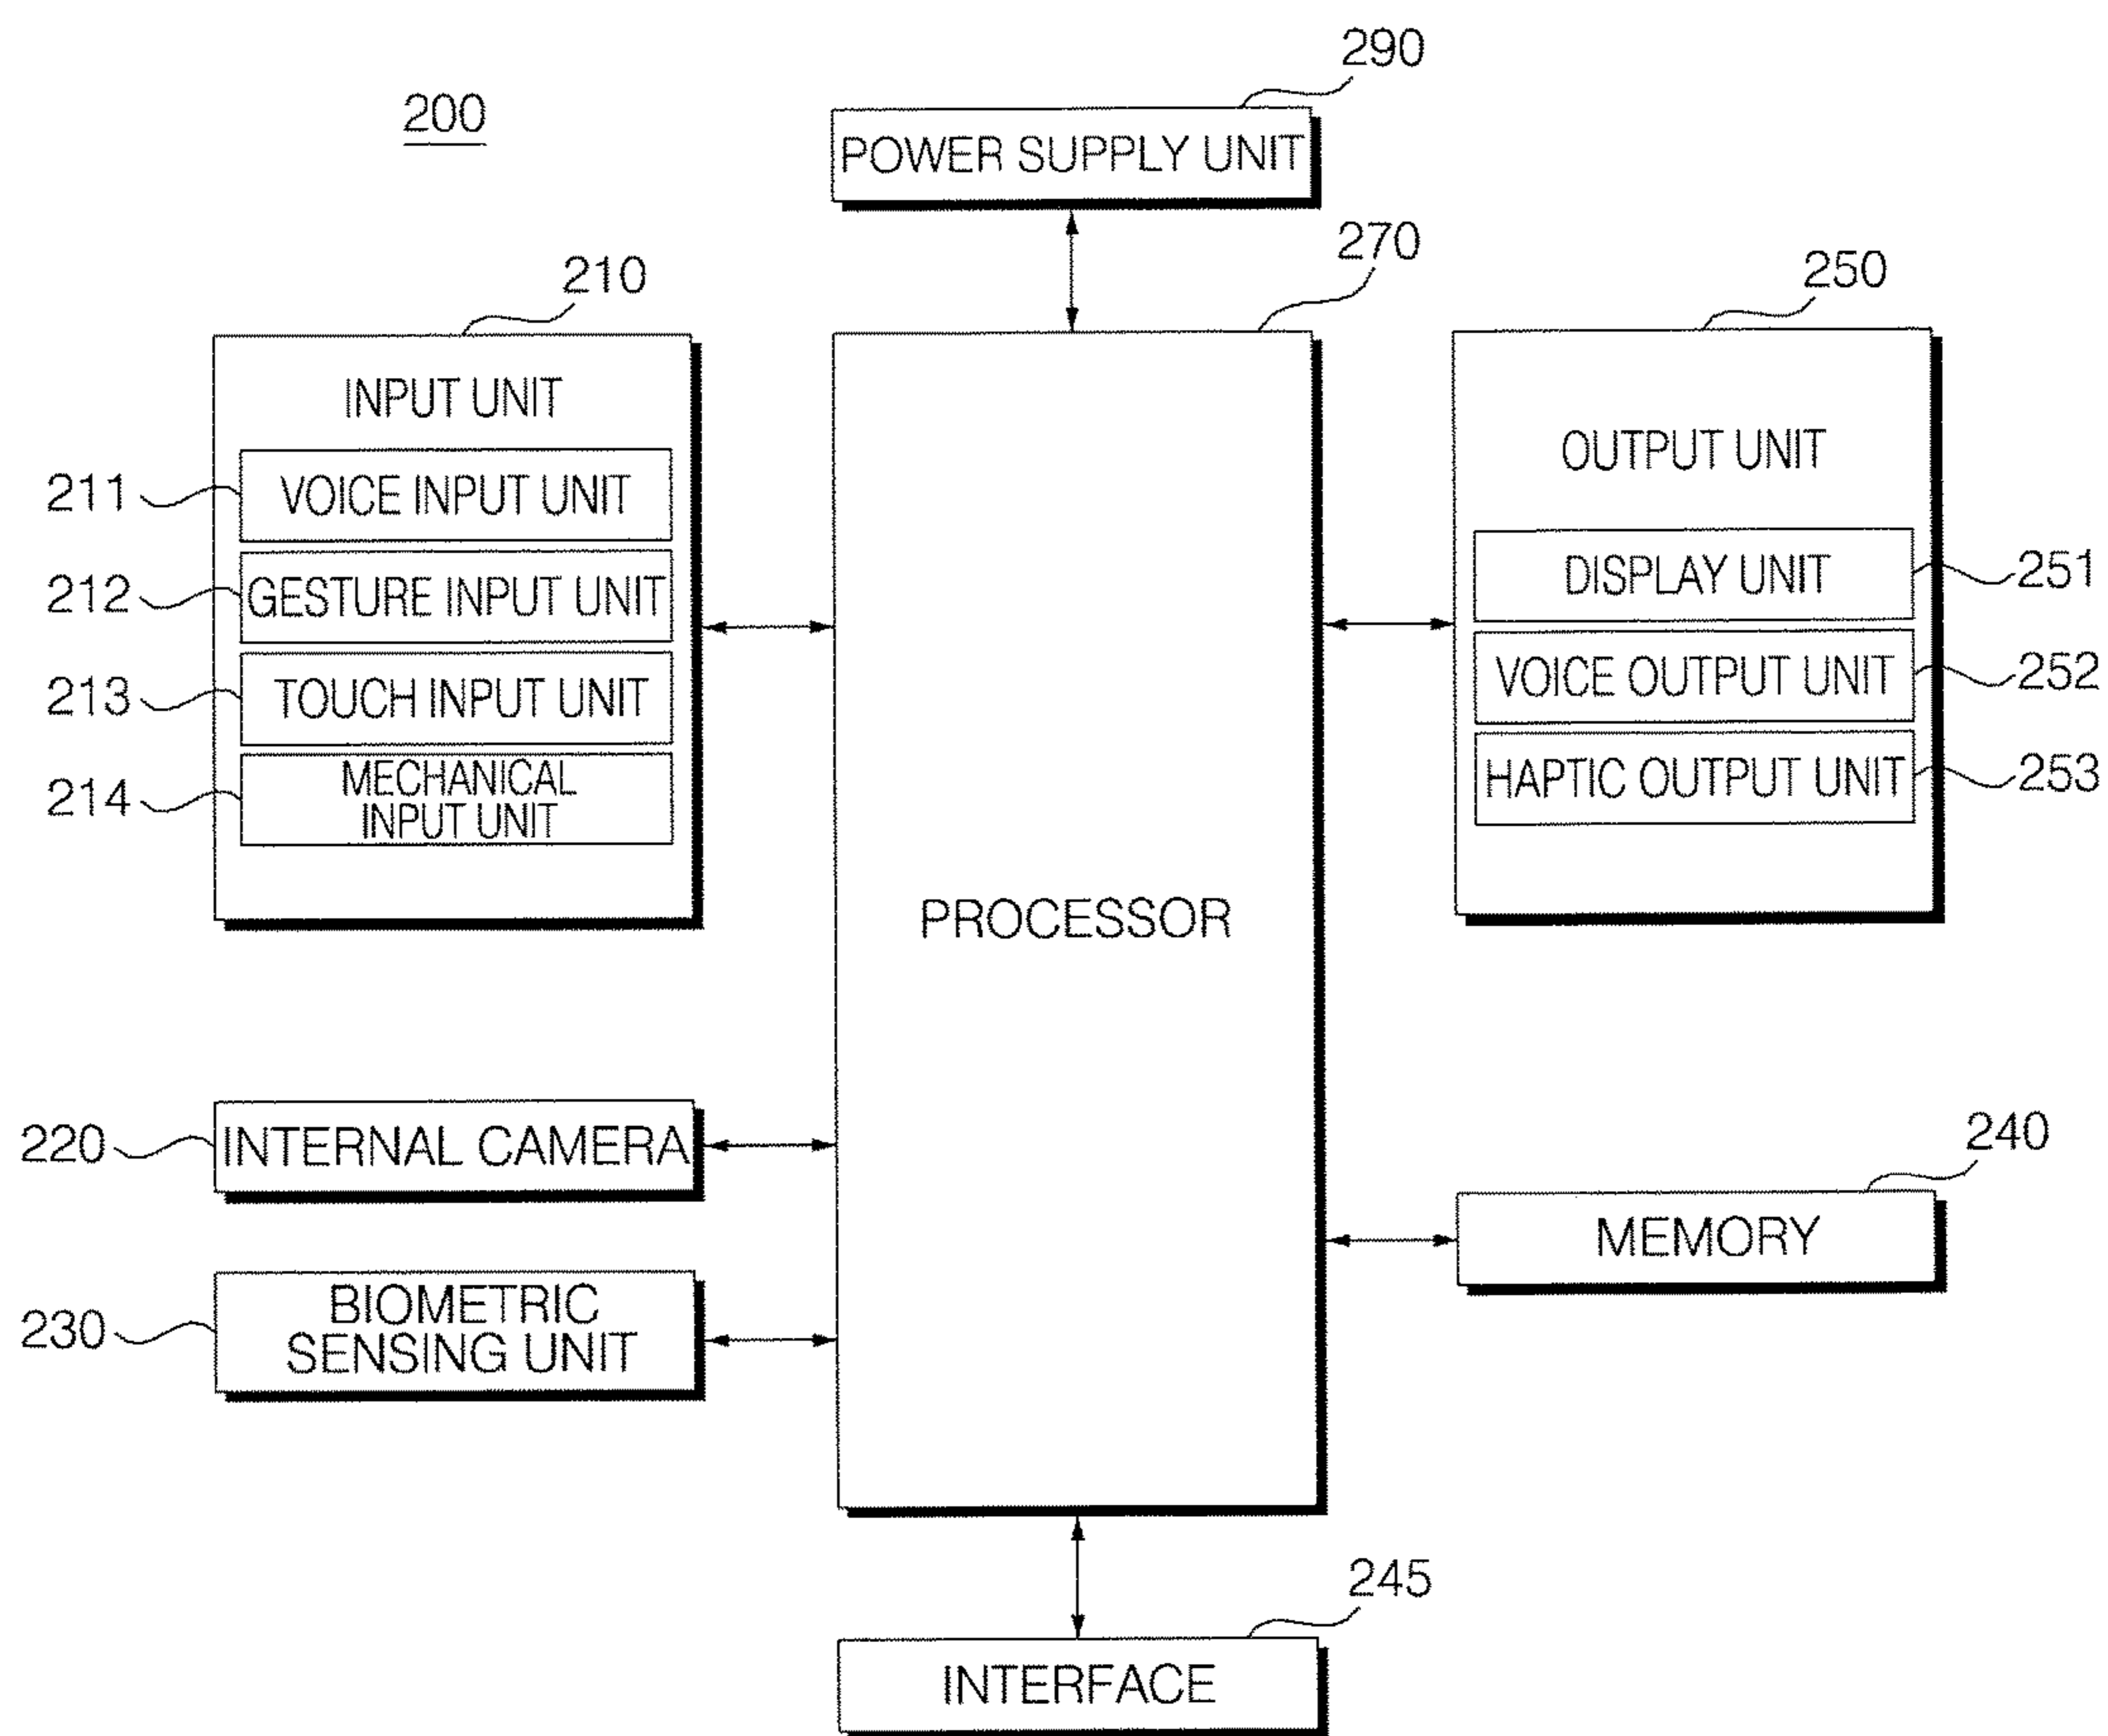 290
200
POWER SUPPLY UNIT
270
210
250
INPUT UNIT
OUTPUT UNIT
211
VOICE INPUT UNIT
212
GESTURE INPUT UNIT
213
TOUCH INPUT UNIT
214
MECHANICAL
INPUT UNIT
DISPLAY UNIT
251
VOICE OUTPUT UNIT
252
HAPTIC OUTPUT UNIT
253
PROCESSOR
220
INTERNAL CAMERA
240
MEMORY
230
BIOMETRIC
SENSING UNIT
245
INTERFACE